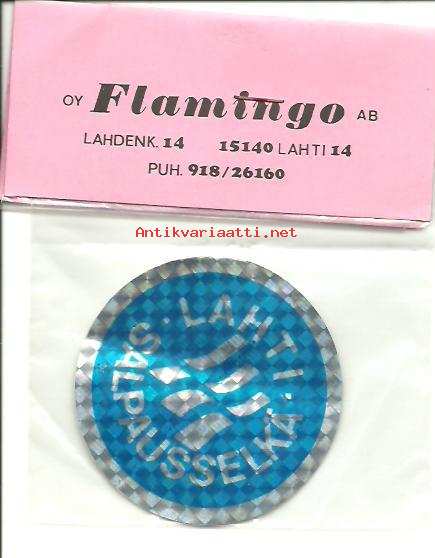 OY Flamingo AB
LAHDENK. 14 15140 LAHTI 14
PUH. 918/26160
Antikvariaatti.net
· LAHTI ·
SALPAUSSELKÄ